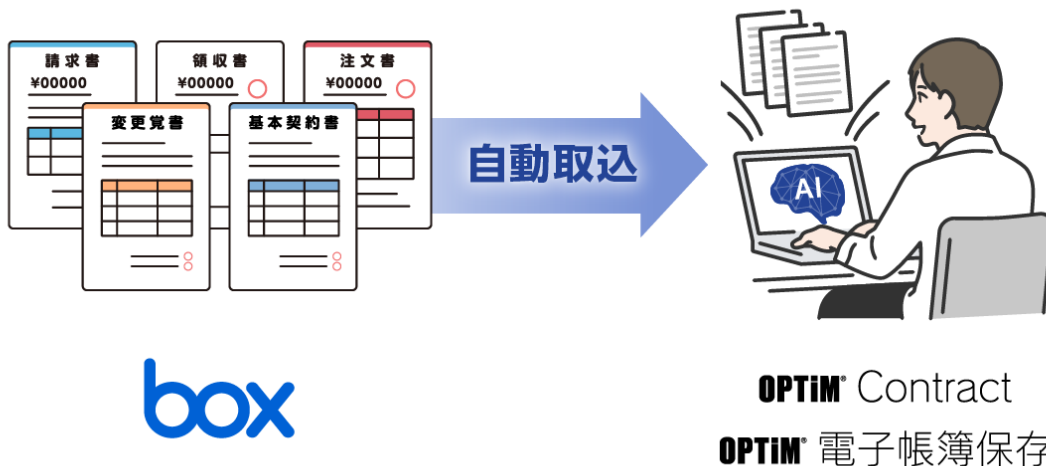 請求書
¥00000
領収書
¥00000
注文書
¥00000
変更覚書
基本契約書
自動取込
AI
box
OPTiM® Contract
OPTiM® 電子帳簿保存